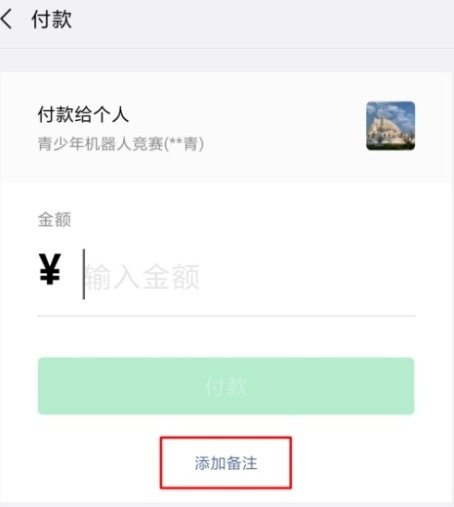 付款
付款给个人
青少年机器人竞赛(**青)
金额
¥ 输入金额
付款
添加备注